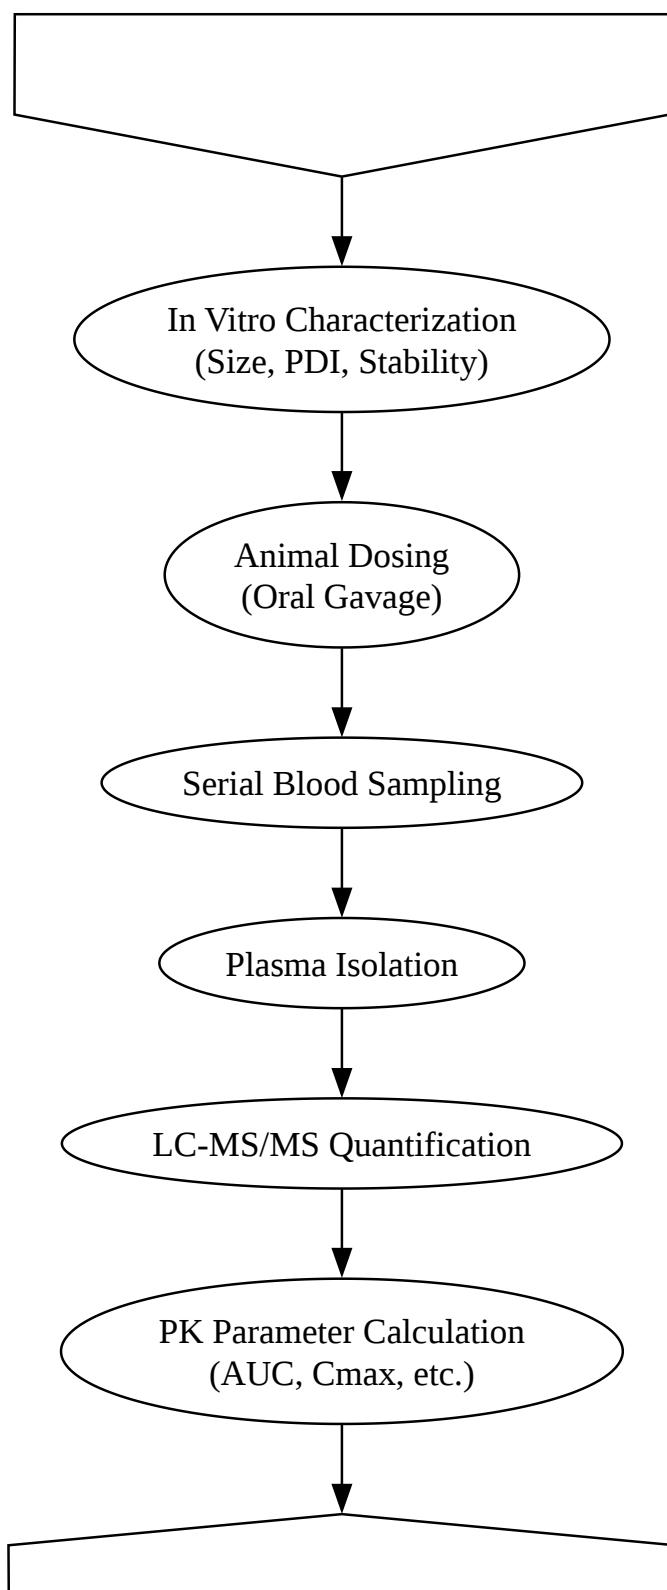 In Vitro Characterization
(Size, PDI, Stability)
Animal Dosing
(Oral Gavage)
Serial Blood Sampling
Plasma Isolation
LC-MS/MS Quantification
PK Parameter Calculation
(AUC, Cmax, etc.)